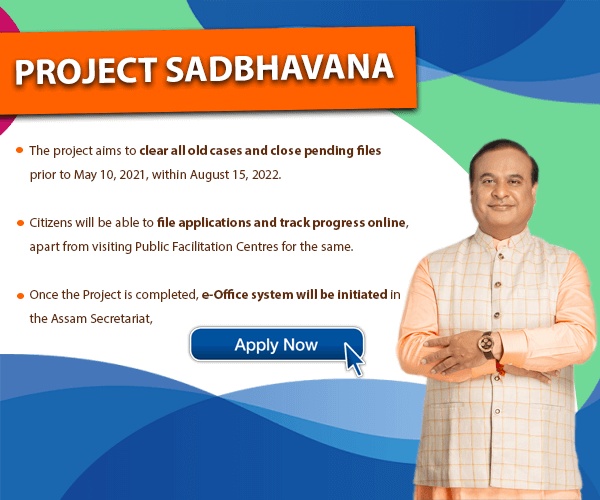 PROJECT SADBHAVANA
The project aims to clear all old cases and close pending files
prior to May 10, 2021, within August 15, 2022.
Citizens will be able to file applications and track progress online,
apart from visiting Public Facilitation Centres for the same.
Once the Project is completed, e-Office system will be initiated in
the Assam Secretariat,
Apply Now